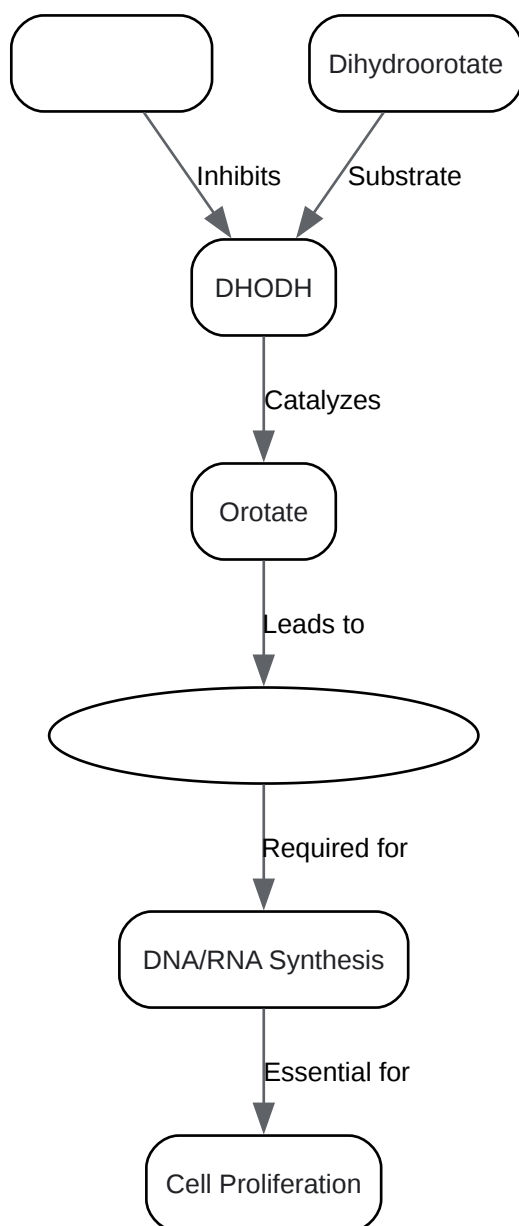 Dihydroorotate
Inhibits
Substrate
DHODH
Catalyzes
Orotate
Leads to
Required for
DNA/RNA Synthesis
Essential for
Cell Proliferation